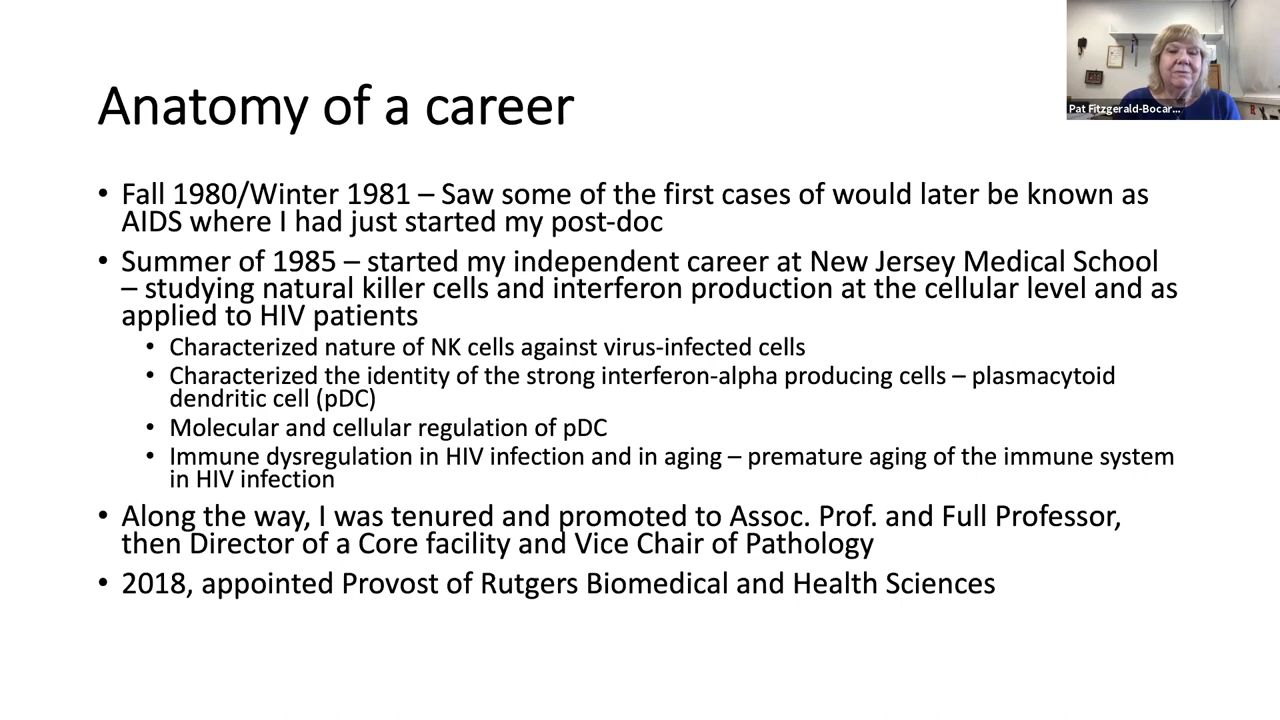 Anatomy of a career
Pat Fitzgerald-Bocar...
• Fall 1980/Winter 1981 – Saw some of the first cases of would later be known as
AIDS where I had just started my post-doc
• Summer of 1985 – started my independent career at New Jersey Medical School
– studying natural killer cells and interferon production at the cellular level and as
applied to HIV patients
• Characterized nature of NK cells against virus-infected cells
• Characterized the identity of the strong interferon-alpha producing cells – plasmacytoid
dendritic cell (pDC)
• Molecular and cellular regulation of pDC
• Immune dysregulation in HIV infection and in aging – premature aging of the immune system
in HIV infection
• Along the way, I was tenured and promoted to Assoc. Prof. and Full Professor,
then Director of a Core facility and Vice Chair of Pathology
• 2018, appointed Provost of Rutgers Biomedical and Health Sciences